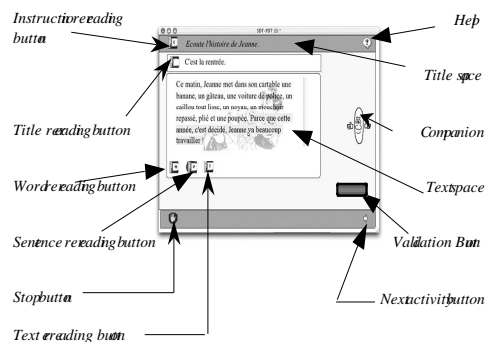 Instruction rereading
button
Title reading button
Word rereading button
Sentence rereading button
Stop button
Text rereading button
SDT-PDT
Ecoute l'histoire de Jeanne.
C'est la rentrée.
Ce matin, Jeanne met dans son cartable une
banane, un gâteau, une voiture de police, un
caillou tout lisse, un noyau, un mouchoir
repassé, plié et une poupée. Parce que cette
année, c'est décidé, Jeanne va beaucoup
travailler !
Help
Title space
Companion
Text space
Validation Button
Next activity button